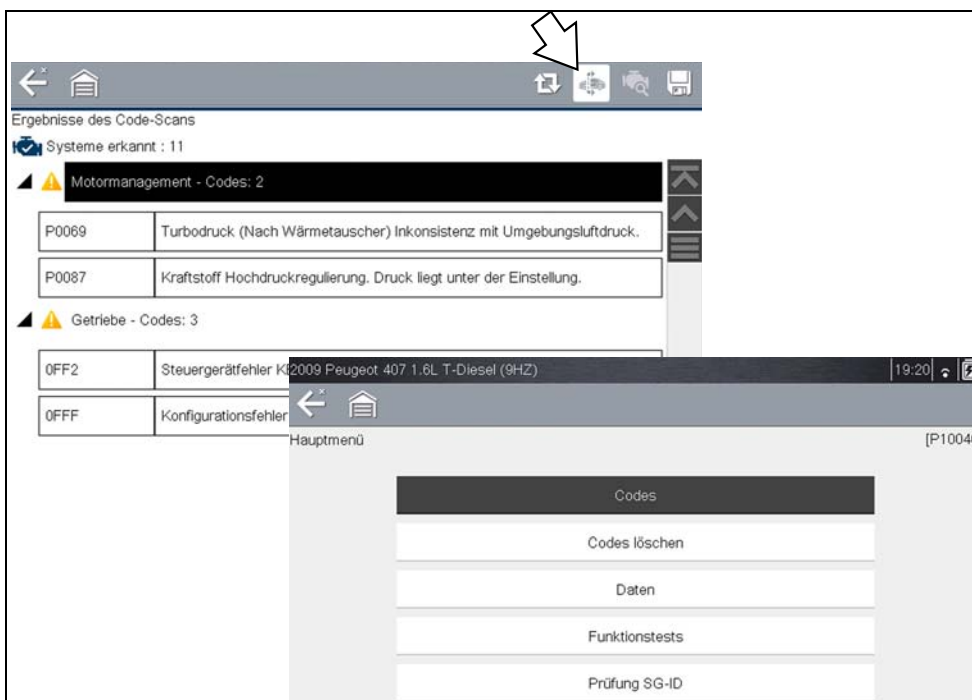 Ergebnisse des Code-Scans
Systeme erkannt : 11
Motormanagement - Codes: 2
P0069 Turbodruck (Nach Wärmetauscher) Inkonsistenz mit Umgebungsluftdruck.
P0087 Kraftstoff Hochdruckregulierung. Druck liegt unter der Einstellung.
Getriebe - Codes: 3
0FF2 Steuergerätfehler
0FFF Konfigurationsfehler
2009 Peugeot 407 1.6L T-Diesel (9HZ) 19:20
Hauptmenü
Codes
Codes löschen
Daten
Funktionstests
Prüfung SG-ID